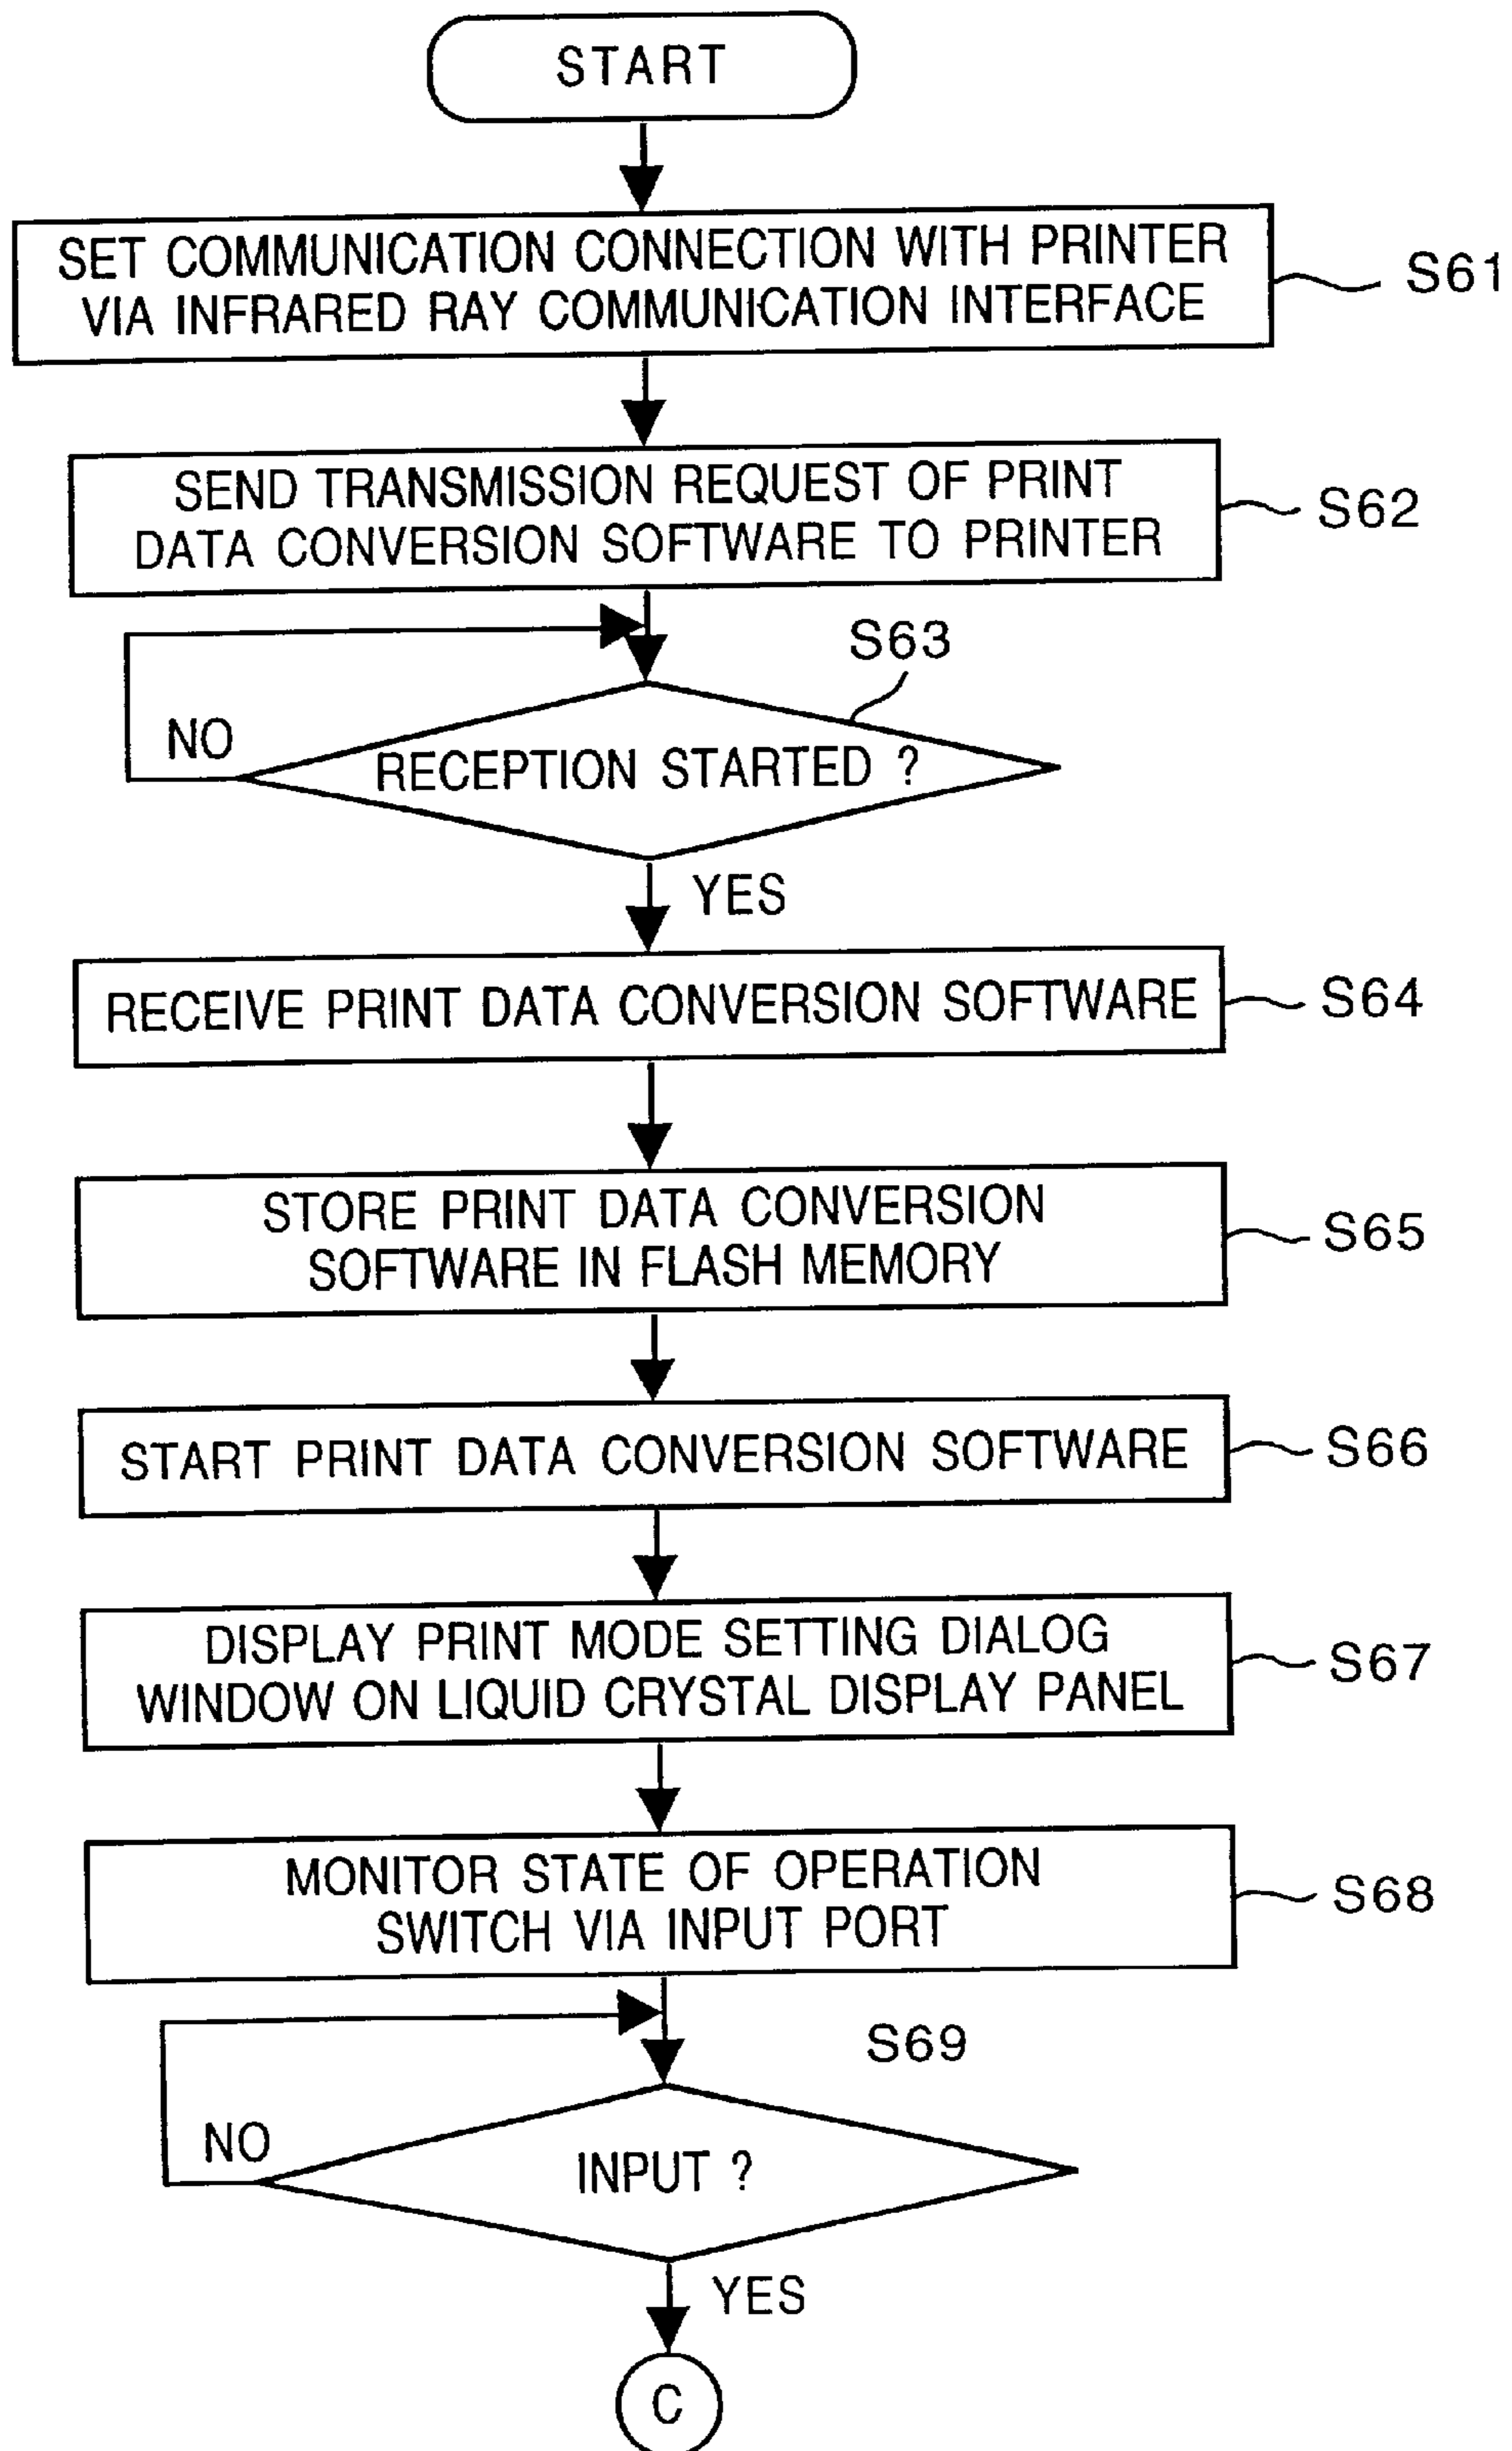 START
SET COMMUNICATION CONNECTION WITH PRINTER
VIA INFRARED RAY COMMUNICATION INTERFACE
S61
SEND TRANSMISSION REQUEST OF PRINT
DATA CONVERSION SOFTWARE TO PRINTER
S62
S63
NO
RECEPTION STARTED ?
YES
RECEIVE PRINT DATA CONVERSION SOFTWARE
S64
STORE PRINT DATA CONVERSION
SOFTWARE IN FLASH MEMORY
S65
START PRINT DATA CONVERSION SOFTWARE
S66
DISPLAY PRINT MODE SETTING DIALOG
WINDOW ON LIQUID CRYSTAL DISPLAY PANEL
S67
MONITOR STATE OF OPERATION
SWITCH VIA INPUT PORT
S68
S69
NO
INPUT ?
YES
C